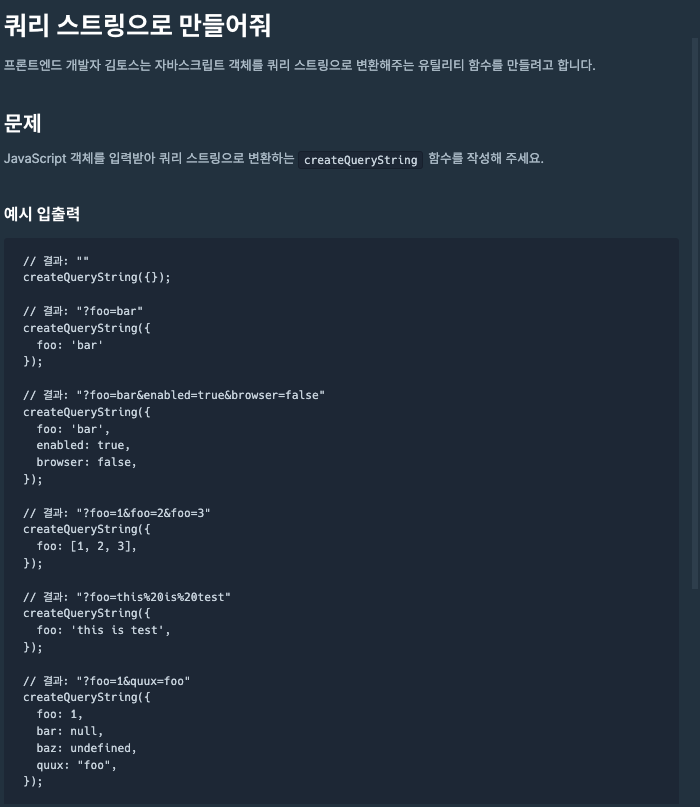 쿼리 스트링으로 만들어줘
프론트엔드 개발자 김토스는 자바스크립트 객체를 쿼리 스트링으로 변환해주는 유틸리티 함수를 만들려고 합니다.
문제
JavaScript 객체를 입력받아 쿼리 스트링으로 변환하는 createQueryString 함수를 작성해 주세요.
예시 입출력
// 결과: ""
createQueryString({});
// 결과: "?foo=bar"
createQueryString({
  foo: 'bar'
});
// 결과: "?foo=bar&enabled=true&browser=false"
createQueryString({
  foo: 'bar',
  enabled: true,
  browser: false,
});
// 결과: "?foo=1&foo=2&foo=3"
createQueryString({
  foo: [1, 2, 3],
});
// 결과: "?foo=this%20is%20test"
createQueryString({
  foo: 'this is test',
});
// 결과: "?foo=1&quux=foo"
createQueryString({
  foo: 1,
  bar: null,
  baz: undefined,
  quux: "foo",
});